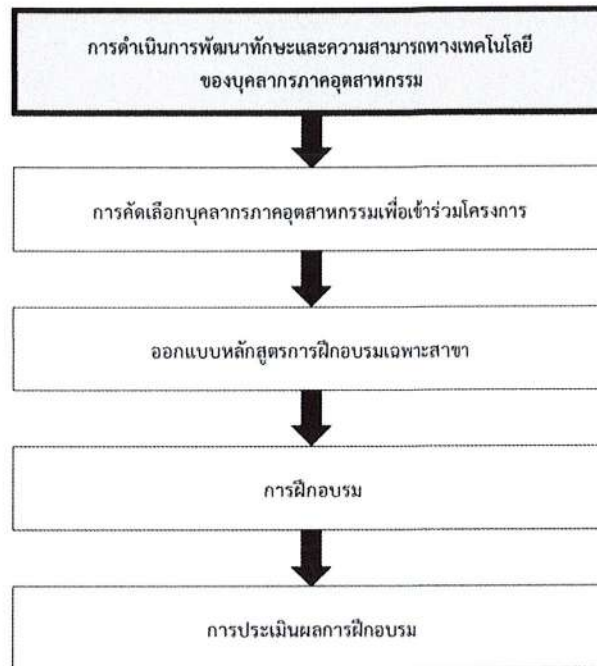 การดำเนินการพัฒนาทักษะและความสามารถทางเทคโนโลยี
ของบุคลากรภาคอุตสาหกรรม
การคัดเลือกบุคลากรภาคอุตสาหกรรมเพื่อเข้าร่วมโครงการ
ออกแบบหลักสูตรการฝึกอบรมเฉพาะสาขา
การฝึกอบรม
การประเมินผลการฝึกอบรม